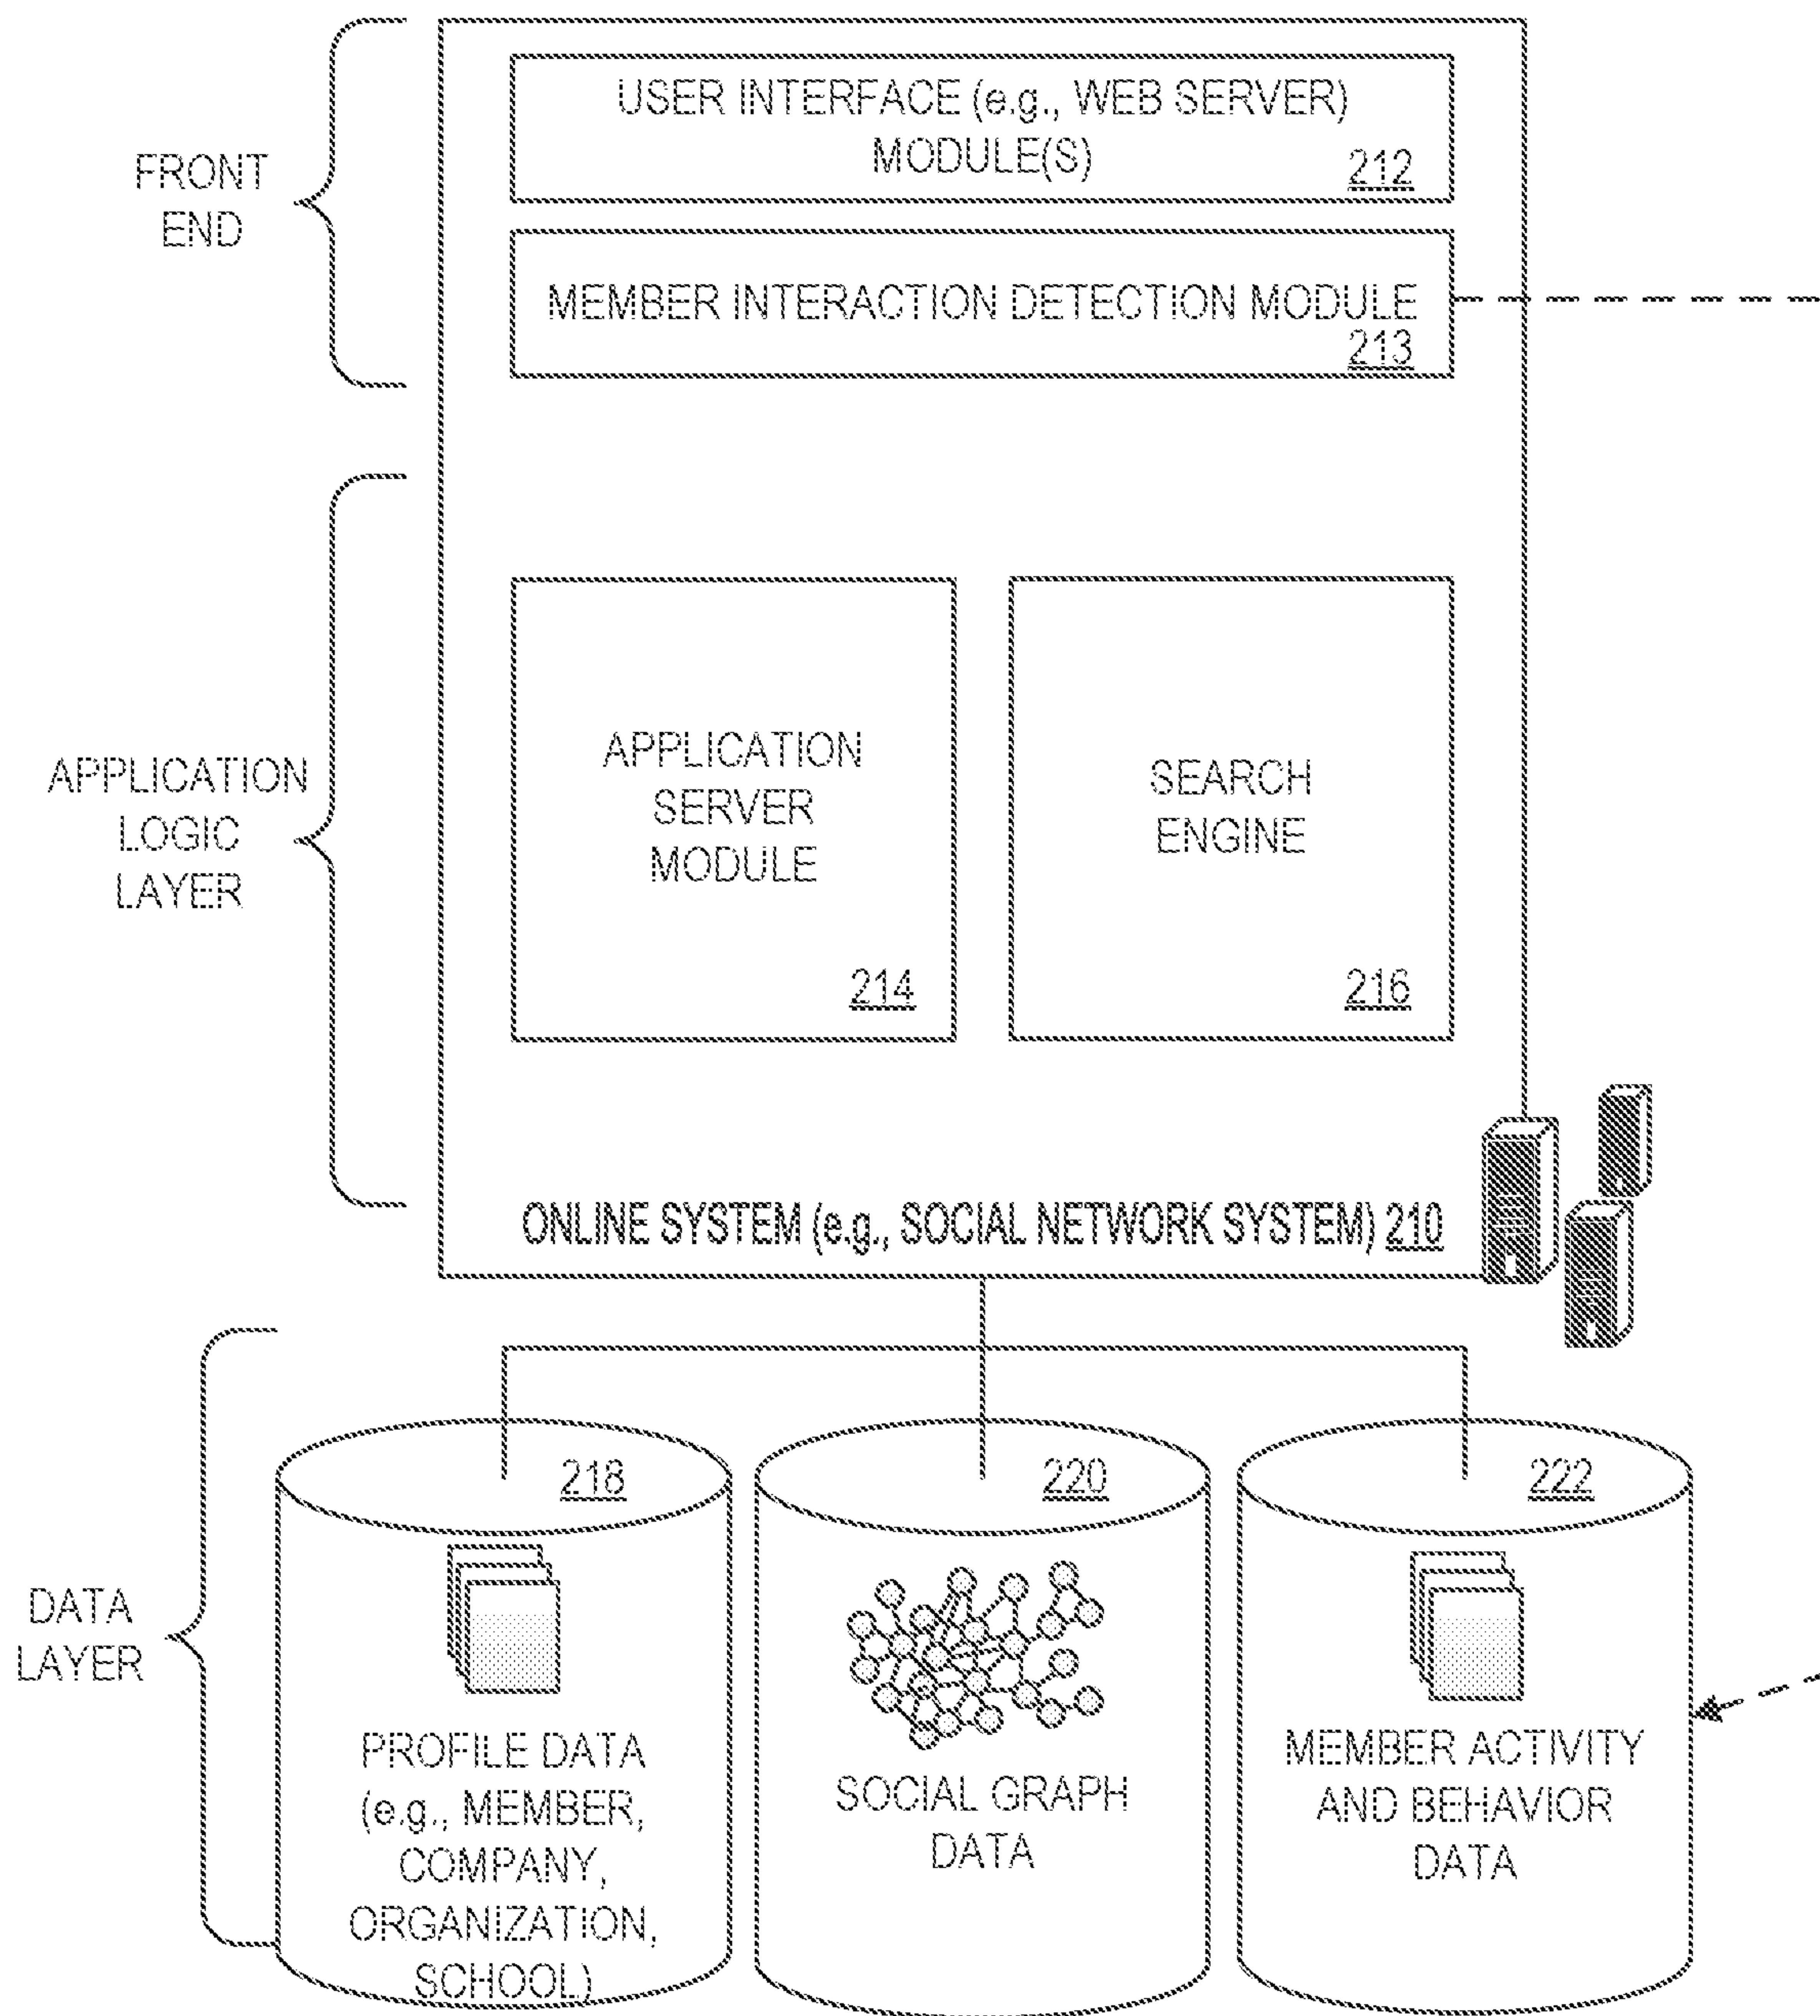 FRONT
END
USER INTERFACE (e.g., WEB SERVER)
MODULE(S)
212
MEMBER INTERACTION DETECTION MODULE
213
APPLICATION
LOGIC
LAYER
APPLICATION
SERVER
MODULE
214
SEARCH
ENGINE
216
ONLINE SYSTEM (e.g., SOCIAL NETWORK SYSTEM) 210
DATA
LAYER
218
PROFILE DATA
(e.g., MEMBER,
COMPANY,
ORGANIZATION,
SCHOOL)
220
SOCIAL GRAPH
DATA
222
MEMBER ACTIVITY
AND BEHAVIOR
DATA